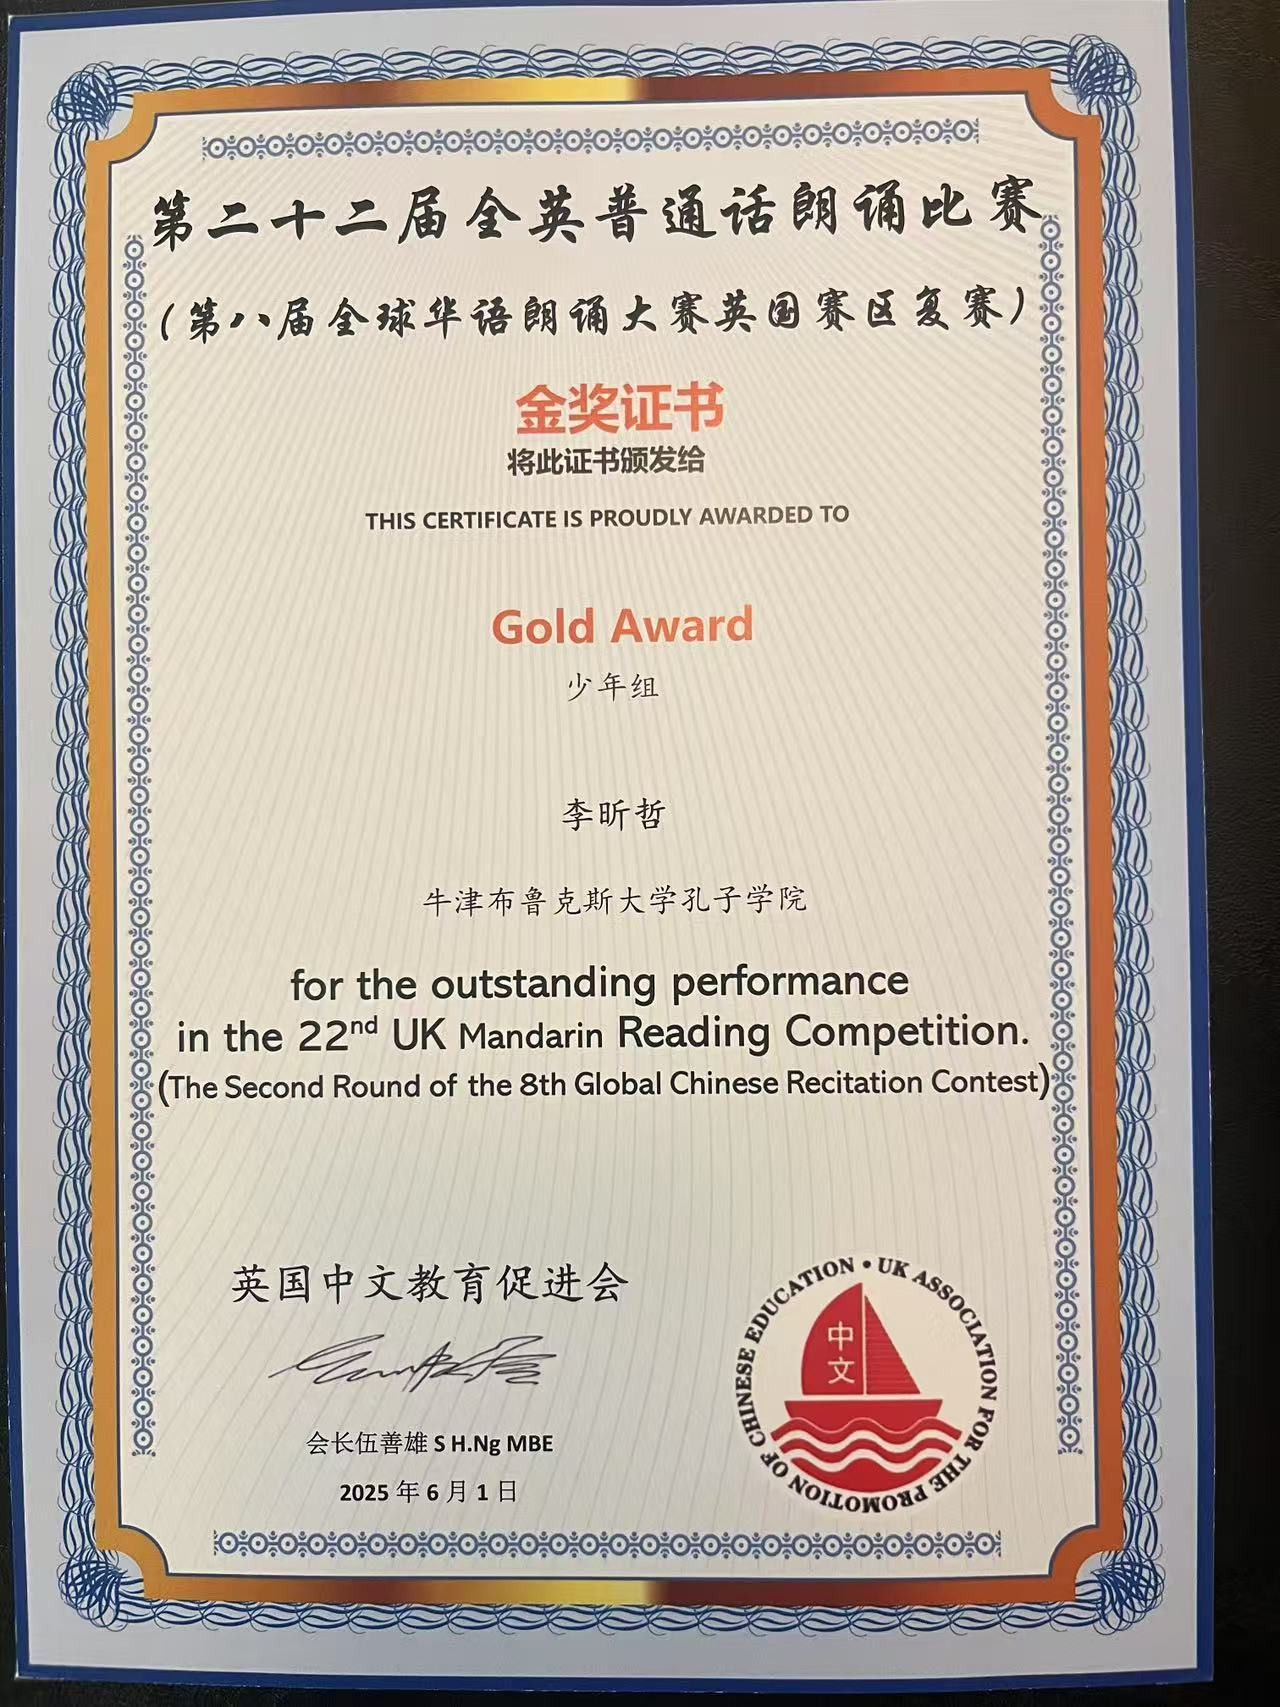 第二十二届全英普通话朗诵比赛
（第八届全球华语朗诵大赛英国赛区复赛）
金奖证书
将此证书颁发给
THIS CERTIFICATE IS PROUDLY AWARDED TO
Gold Award
少年组
李昕哲
牛津布鲁克斯大学孔子学院
for the outstanding performance
in the 22nd UK Mandarin Reading Competition.
(The Second Round of the 8th Global Chinese Recitation Contest)
英国中文教育促进会
会长伍善雄 S H.Ng MBE
2025 年 6 月 1 日
UK ASSOCIATION FOR THE PROMOTION OF CHINESE EDUCATION •
中文